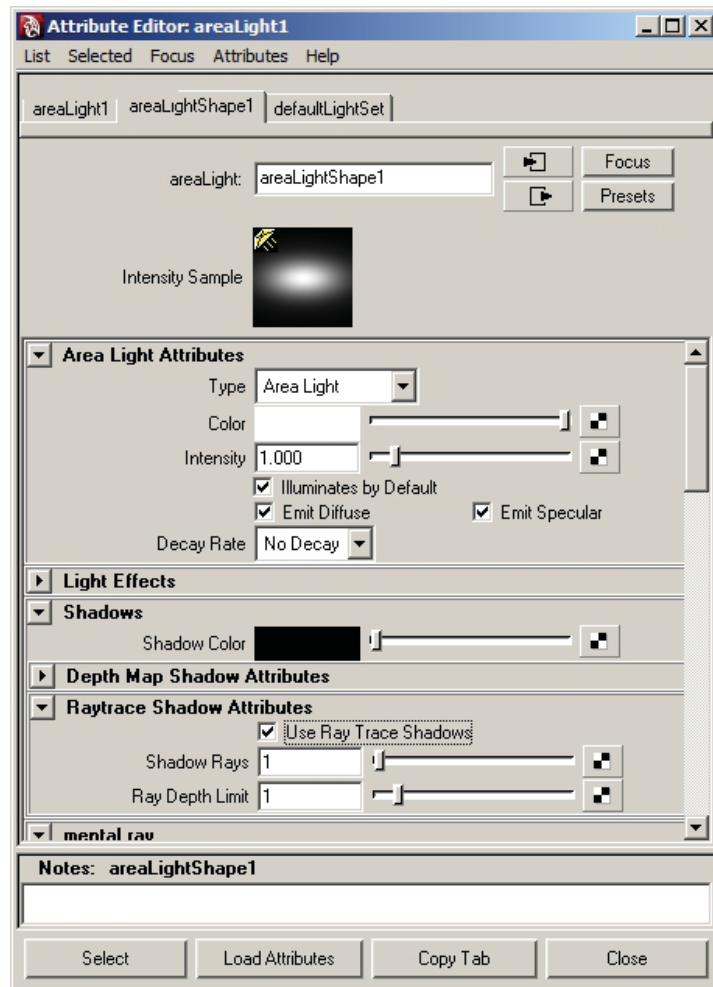 Attribute Editor: areaLight1
List Selected Focus Attributes Help
areaLight1 areaLightShape1 defaultLightSet
areaLight: areaLightShape1 Focus
Presets
Intensity Sample
Area Light Attributes
Type Area Light
Color
Intensity 1.000
Illuminates by Default
Emit Diffuse Emit Specular
Decay Rate No Decay
Light Effects
Shadows
Shadow Color
Depth Map Shadow Attributes
Raytrace Shadow Attributes
Use Ray Trace Shadows
Shadow Rays 1
Ray Depth Limit 1
mental ray
Notes: areaLightShape1
Select Load Attributes Copy Tab Close